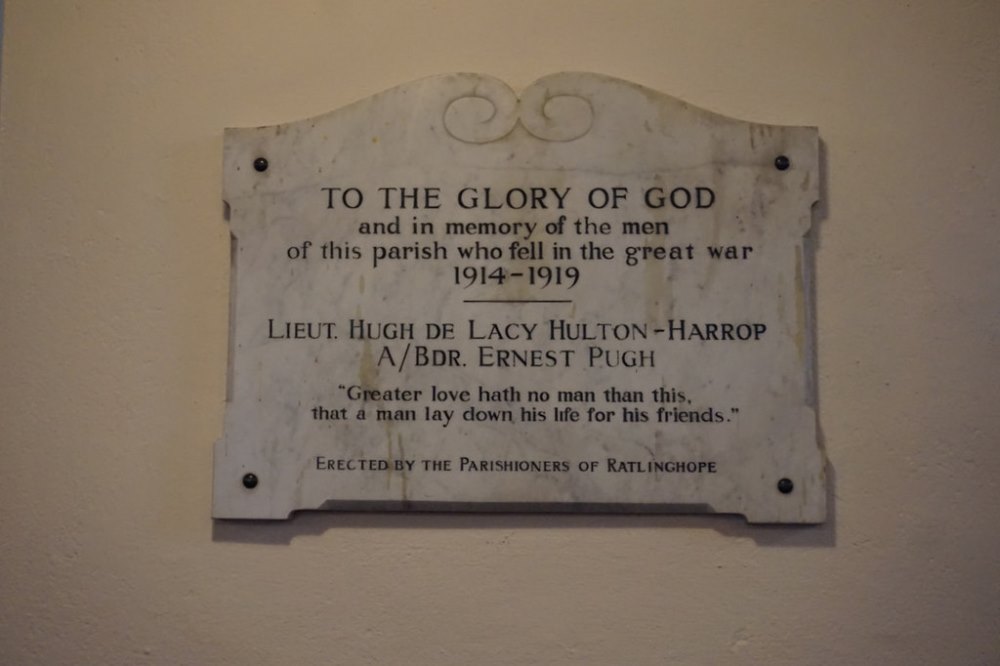 TO THE GLORY OF GOD
and in memory of the men
of this parish who fell in the great war
1914-1919
LIEUT. HUGH DE LACY HULTON-HARROP
A/BDR. ERNEST PUGH
"Greater love hath no man than this,
that a man lay down his life for his friends."
ERECTED BY THE PARISHIONERS OF RATLINGHOPE